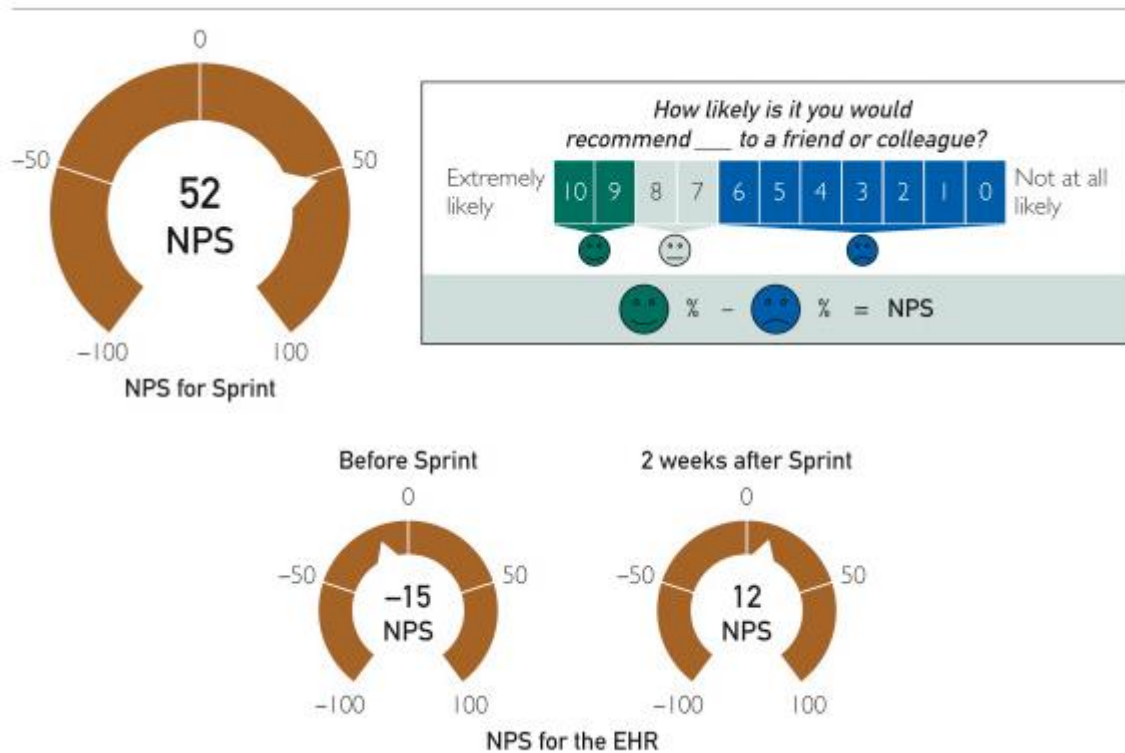 0
−50
50
52
NPS
−100
100
NPS for Sprint
How likely is it you would
recommend ___ to a friend or colleague?
Extremely
likely
10 9 8 7 6 5 4 3 2 1 0
Not at all
likely
% − % = NPS
Before Sprint
0
−50
50
−15
NPS
−100
100
2 weeks after Sprint
0
−50
50
12
NPS
−100
100
NPS for the EHR